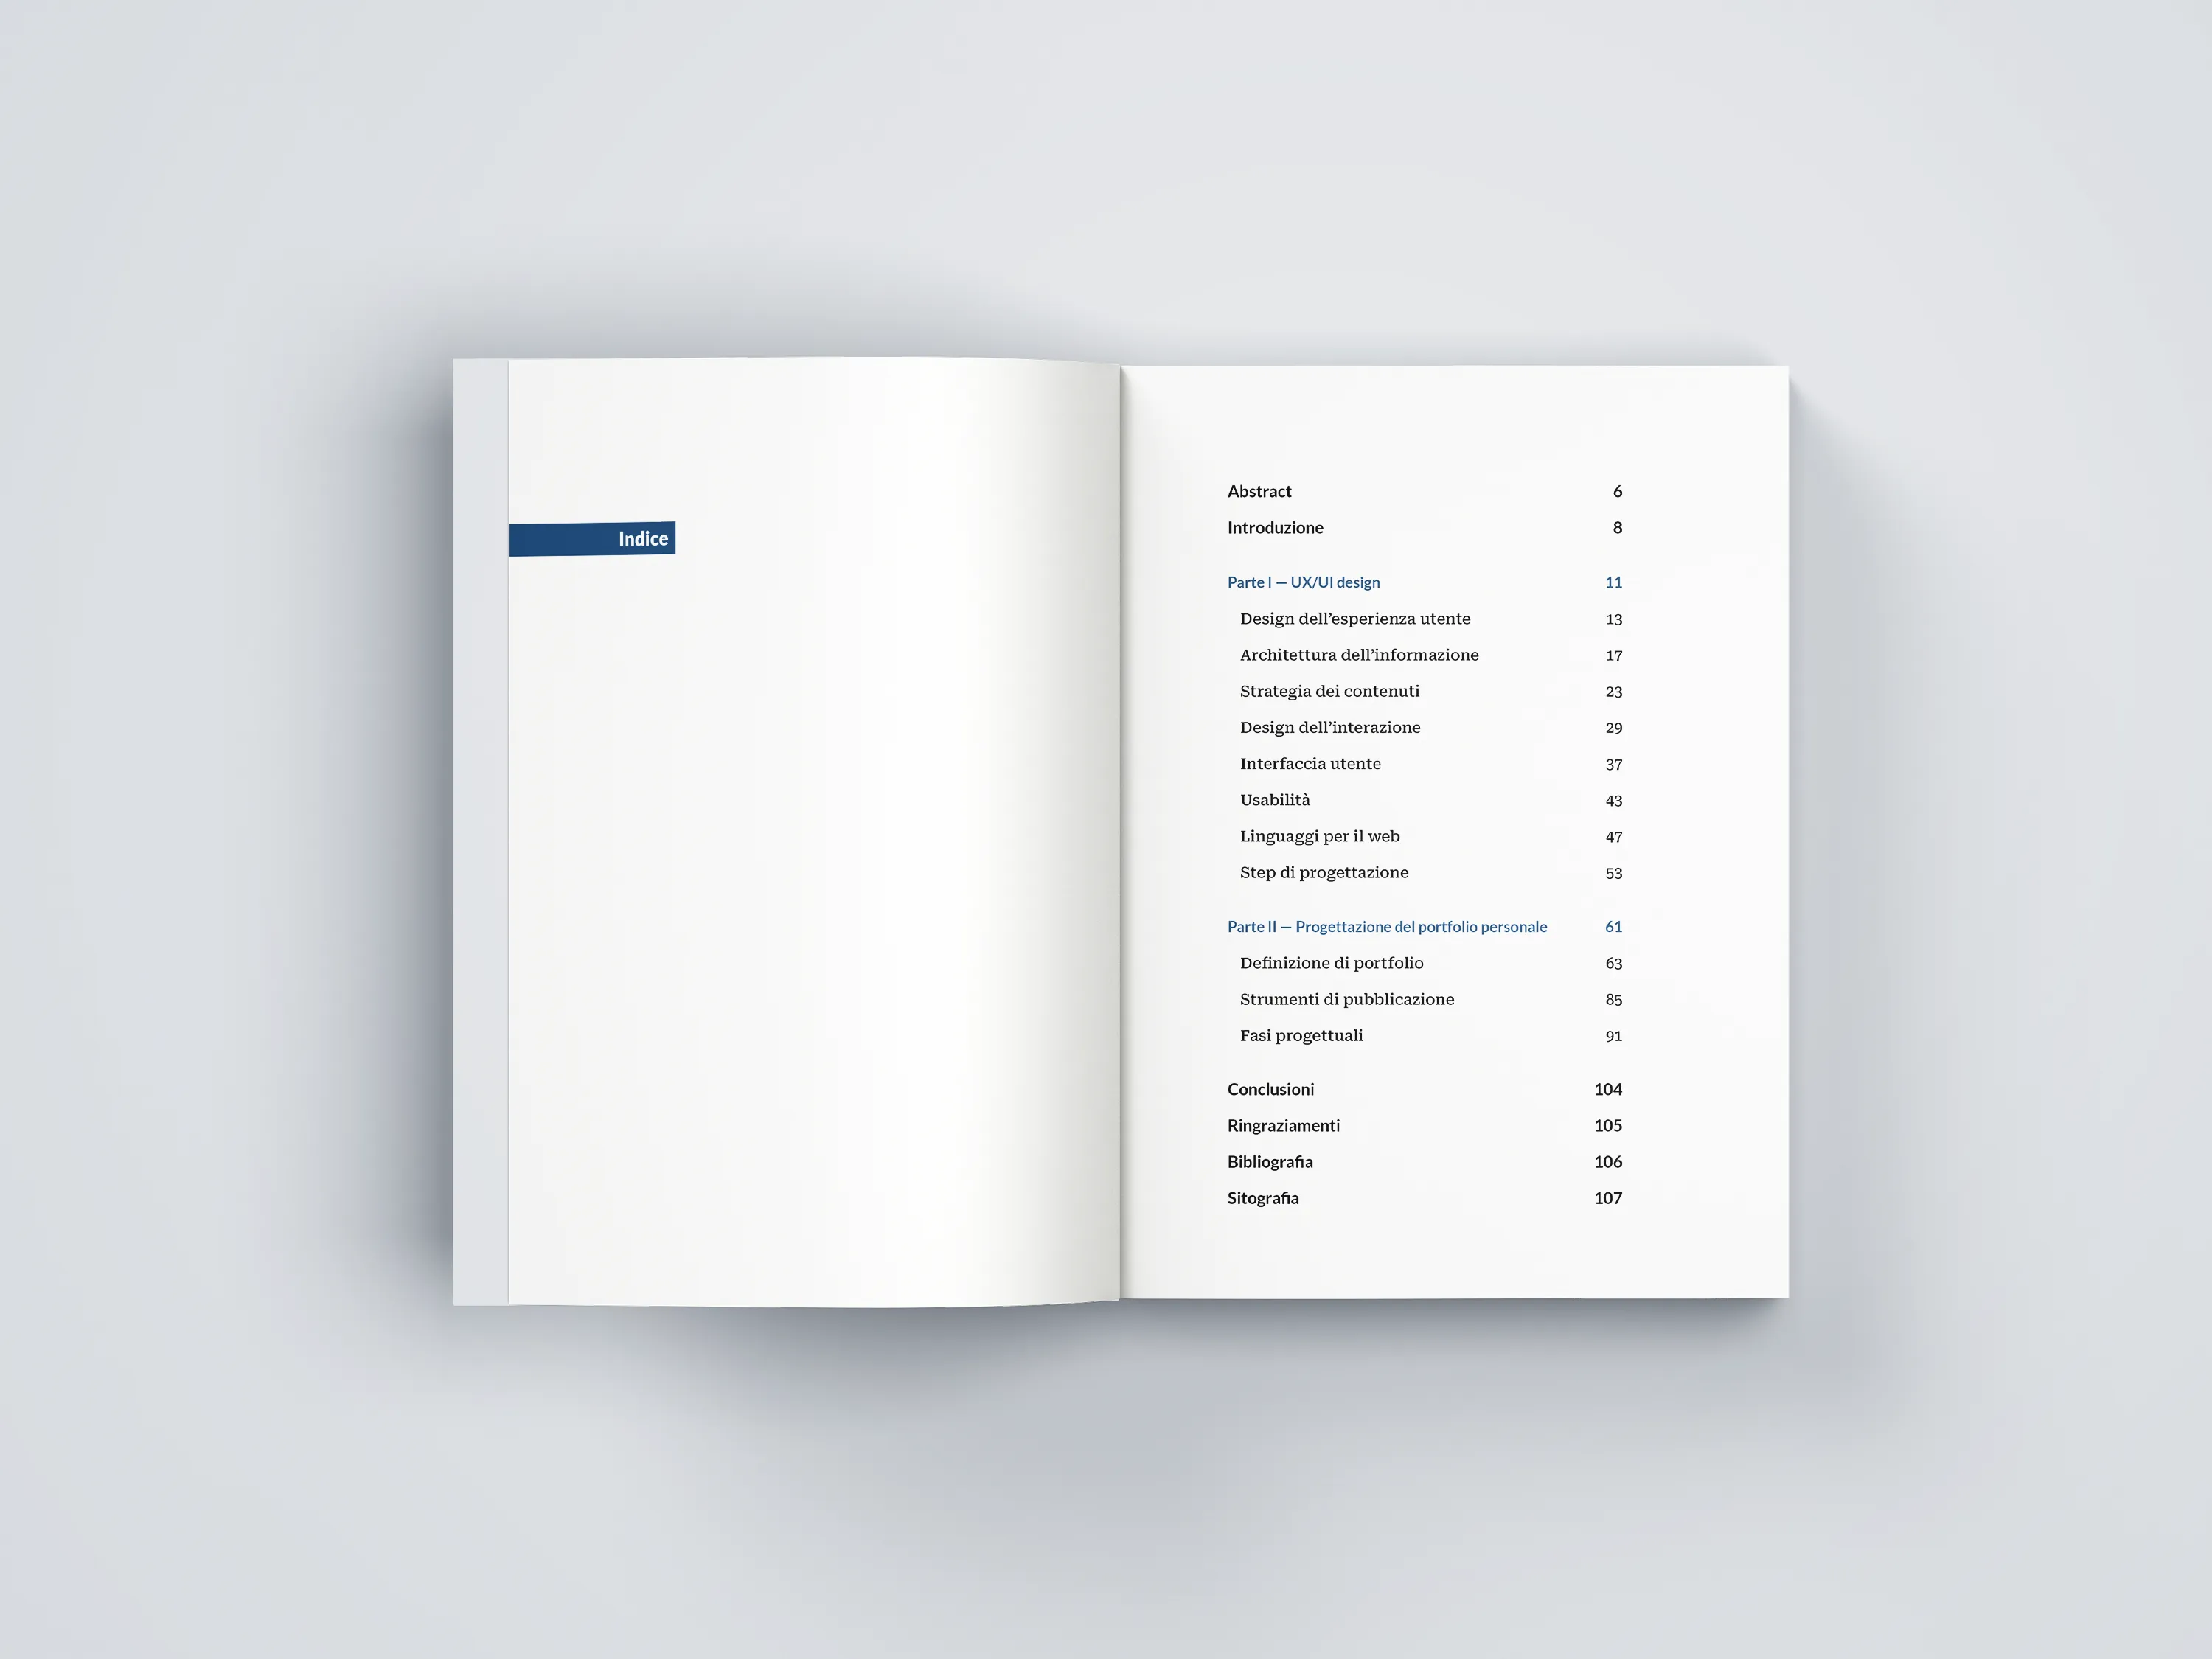 Indice
Abstract 6
Introduzione 8
Parte I — UX/UI design 11
Design dell’esperienza utente 13
Architettura dell’informazione 17
Strategia dei contenuti 23
Design dell’interazione 29
Interfaccia utente 37
Usabilità 43
Linguaggi per il web 47
Step di progettazione 53
Parte II — Progettazione del portfolio personale 61
Definizione di portfolio 63
Strumenti di pubblicazione 85
Fasi progettuali 91
Conclusioni 104
Ringraziamenti 105
Bibliografia 106
Sitografia 107